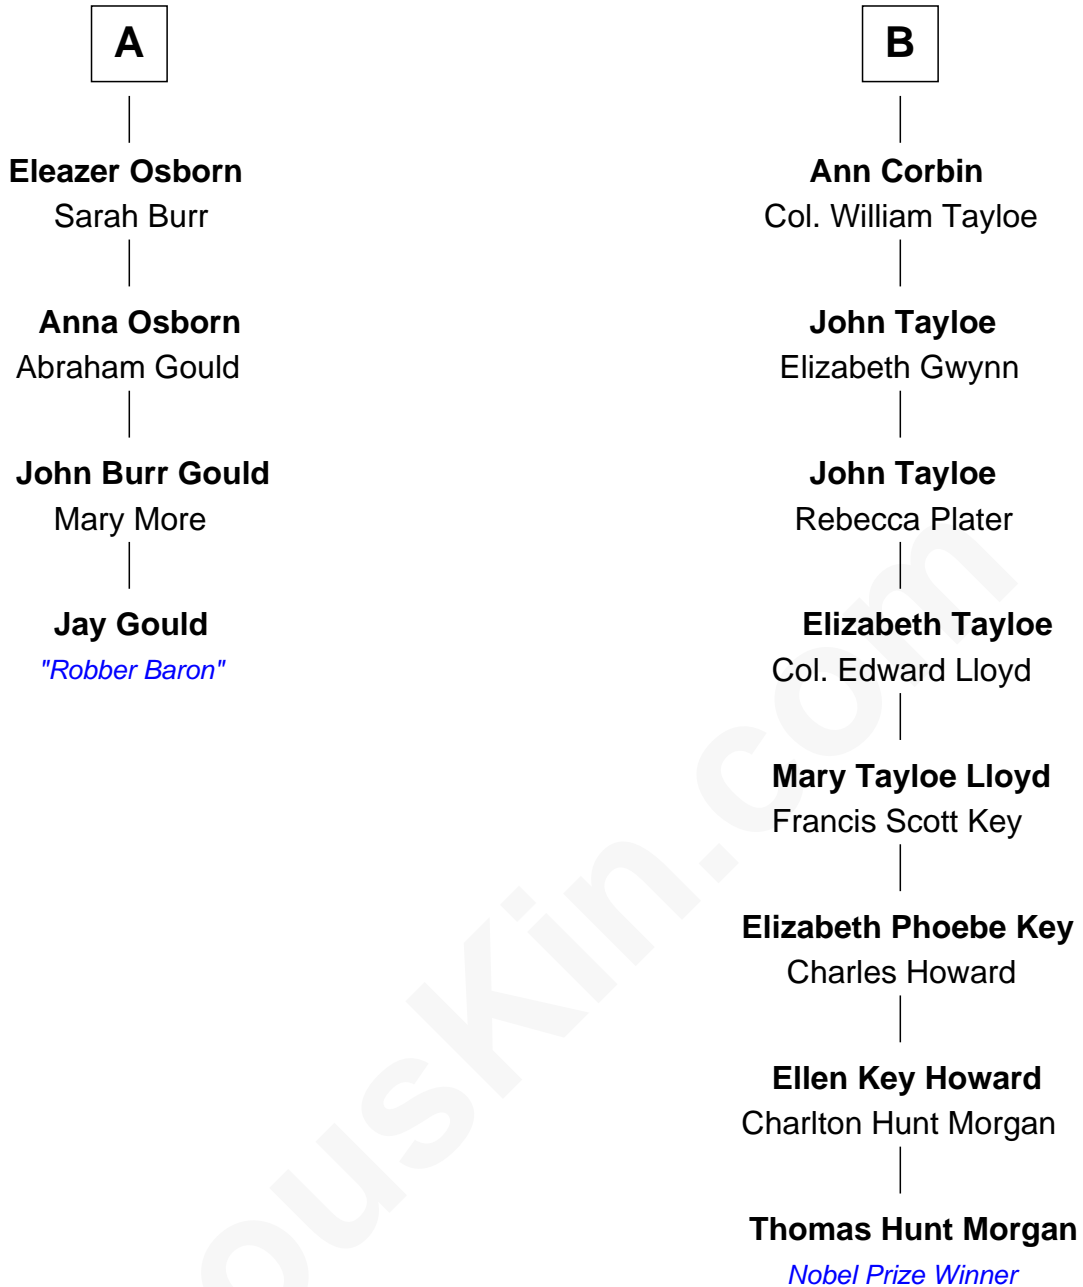 A
Eleazer Osborn
Sarah Burr
Anna Osborn
Abraham Gould
John Burr Gould
Mary More
Jay Gould
"Robber Baron"
B
Ann Corbin
Col. William Tayloe
John Tayloe
Elizabeth Gwynn
John Tayloe
Rebecca Plater
Elizabeth Tayloe
Col. Edward Lloyd
Mary Tayloe Lloyd
Francis Scott Key
Elizabeth Phoebe Key
Charles Howard
Ellen Key Howard
Charlton Hunt Morgan
Thomas Hunt Morgan
Nobel Prize Winner
ousKin.com